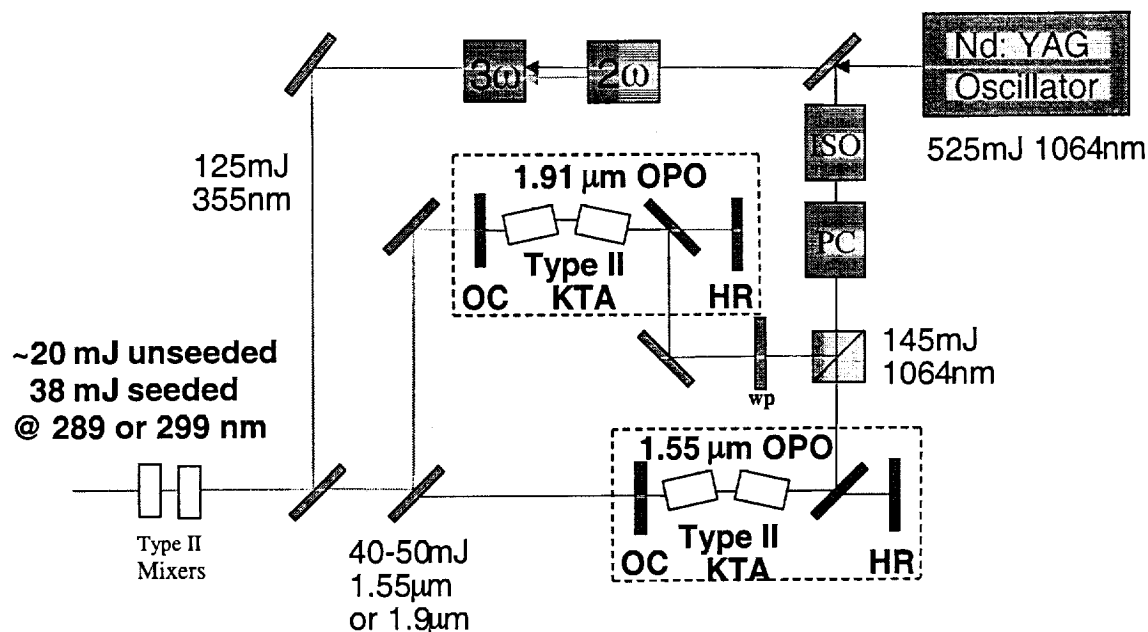 Nd: YAG
Oscillator
525mJ 1064nm
3ω
2ω
ISO
PC
125mJ
355nm
1.91 µm OPO
Type II
OC KTA HR
~20 mJ unseeded
38 mJ seeded
@ 289 or 299 nm
wp
145mJ
1064nm
1.55 µm OPO
Type II
OC KTA HR
Type II
Mixers
40-50mJ
1.55µm
or 1.9µm